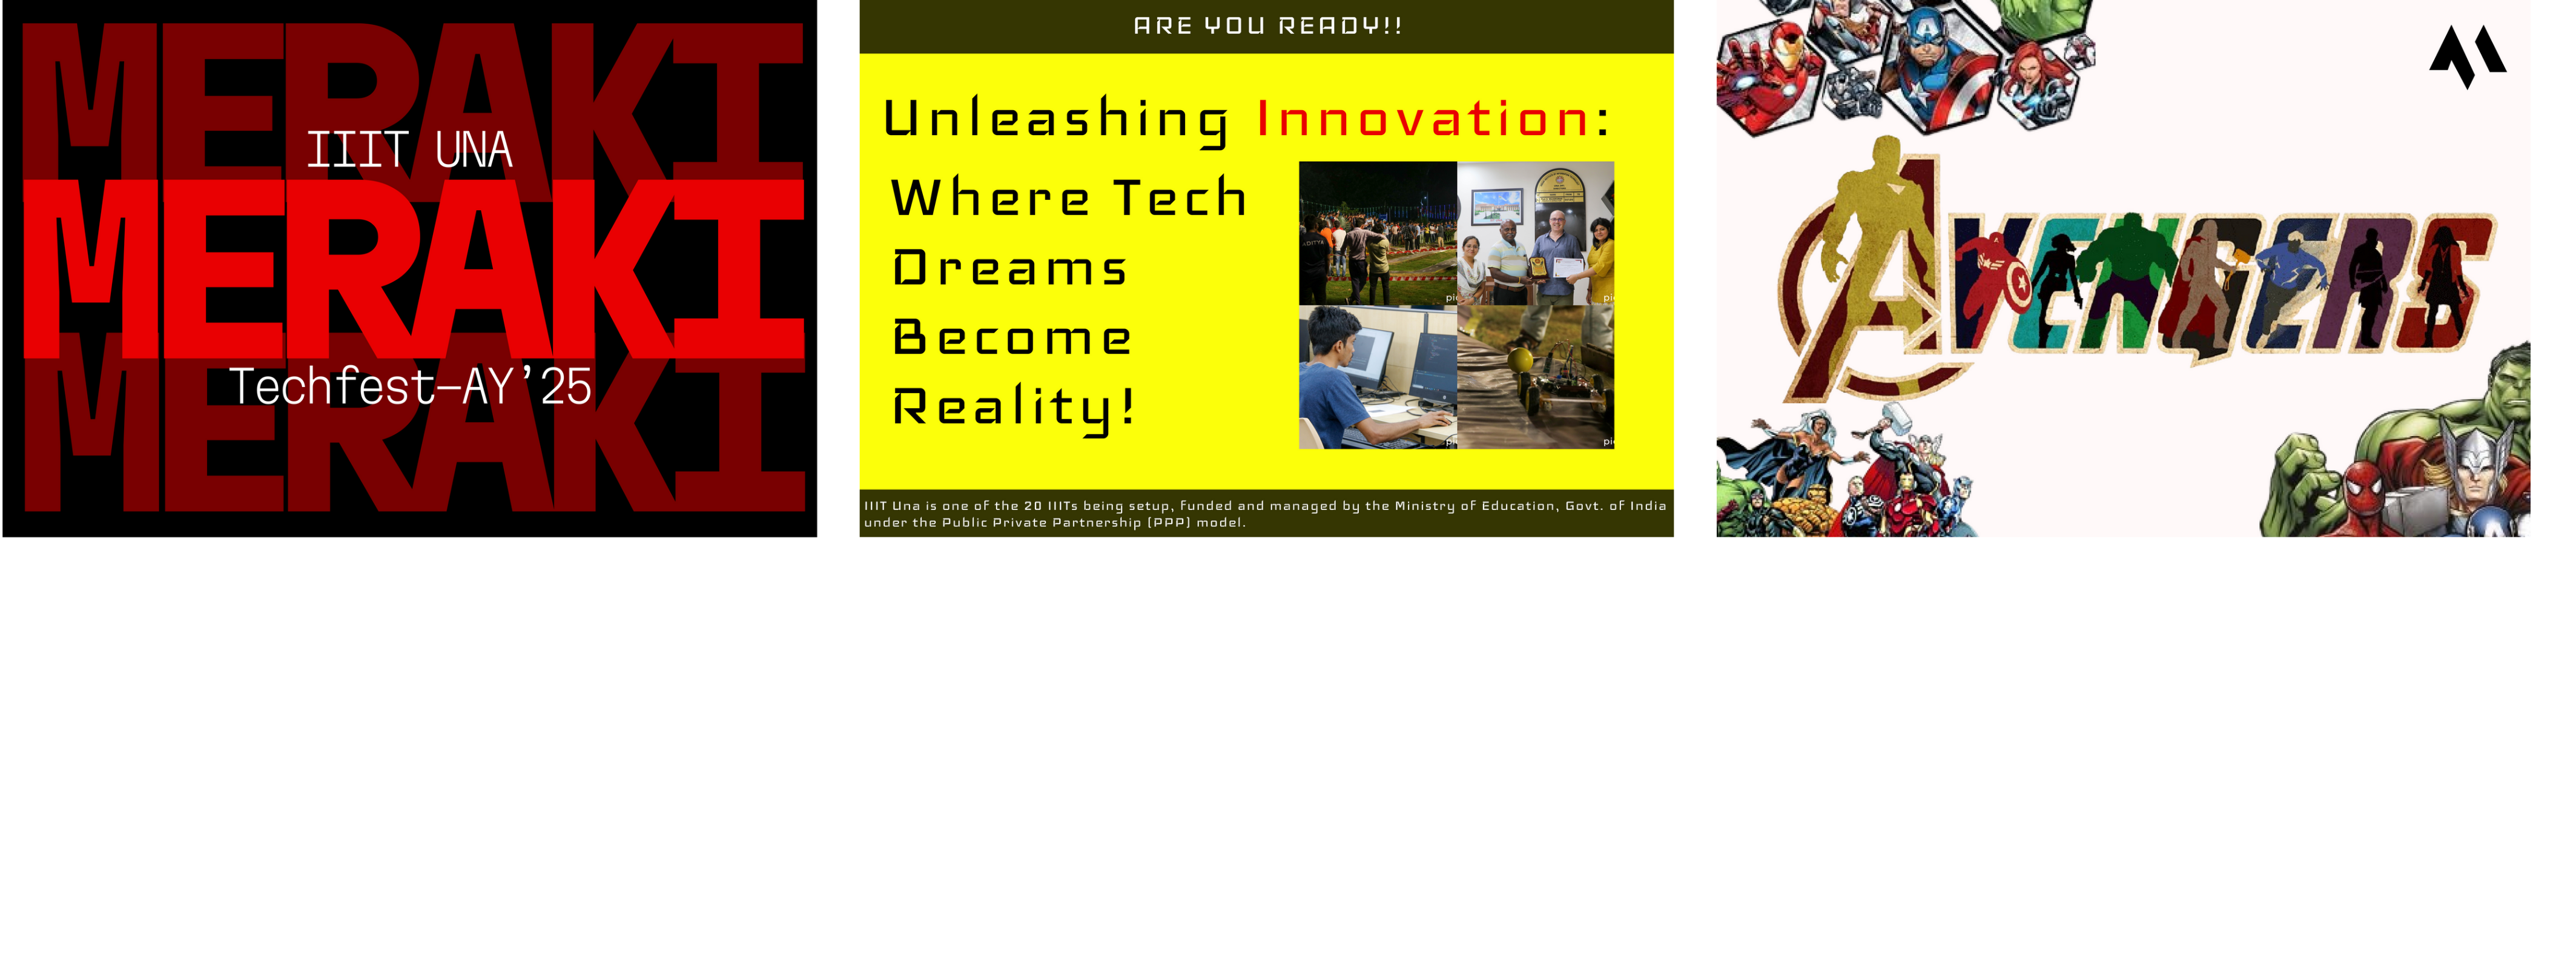 MERAKI
IIIT UNA
MERAKI
Techfest-AY'25
MERAKI
ARE YOU READY!!
Unleashing Innovation:
Where Tech
Dreams
Become
Reality!
ADITYA
IIIT Una is one of the 20 IIITs being setup, funded and managed by the Ministry of Education, Govt. of India
under the Public Private Partnership [PPP] model.
AVENGERS